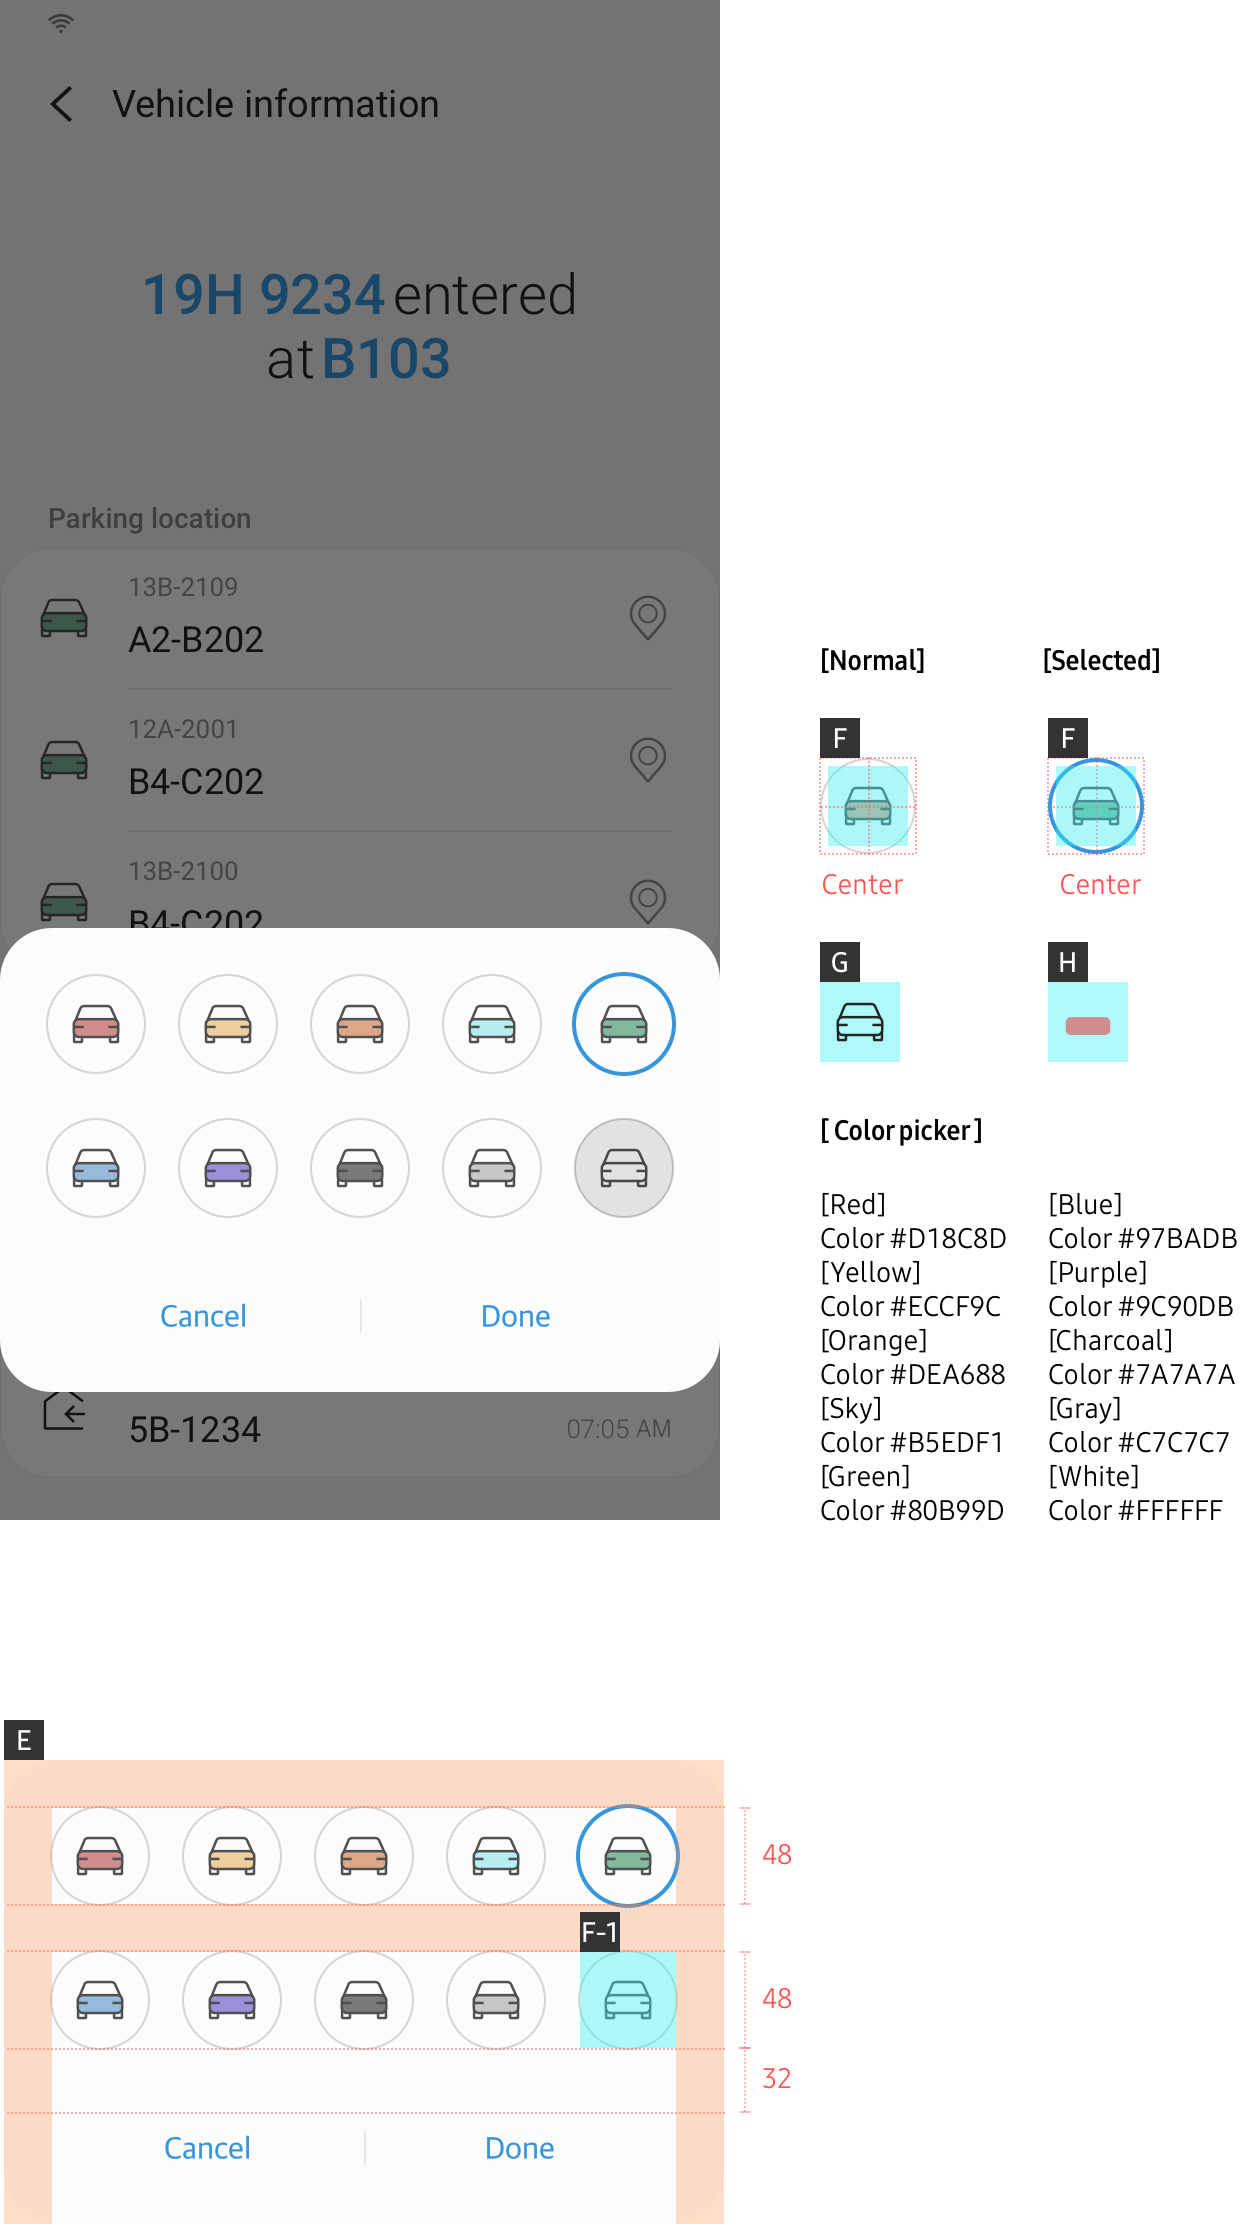 Vehicle information
19H 9234 entered
at B103
Parking location
13B-2109
A2-B202
12A-2001
B4-C202
13B-2100
B4-C202
Cancel
Done
5B-1234
07:05 AM
[Normal]
[Selected]
F
F
Center
Center
G
H
[ Color picker ]
[Red]
Color #D18C8D
[Yellow]
Color #ECCF9C
[Orange]
Color #DEA688
[Sky]
Color #B5EDF1
[Green]
Color #80B99D
[Blue]
Color #97BADB
[Purple]
Color #9C90DB
[Charcoal]
Color #7A7A7A
[Gray]
Color #C7C7C7
[White]
Color #FFFFFF
E
48
F-1
48
32
Cancel
Done